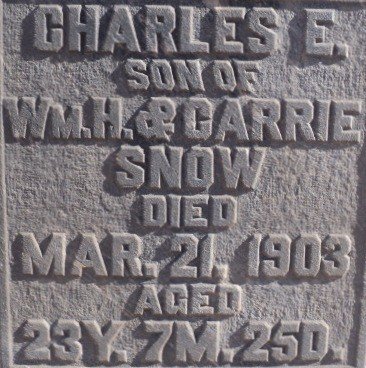 CHARLES E.
SON OF
WM. H. & CARRIE
SNOW
DIED
MAR. 21, 1903
AGED
23Y. 7M. 25D.